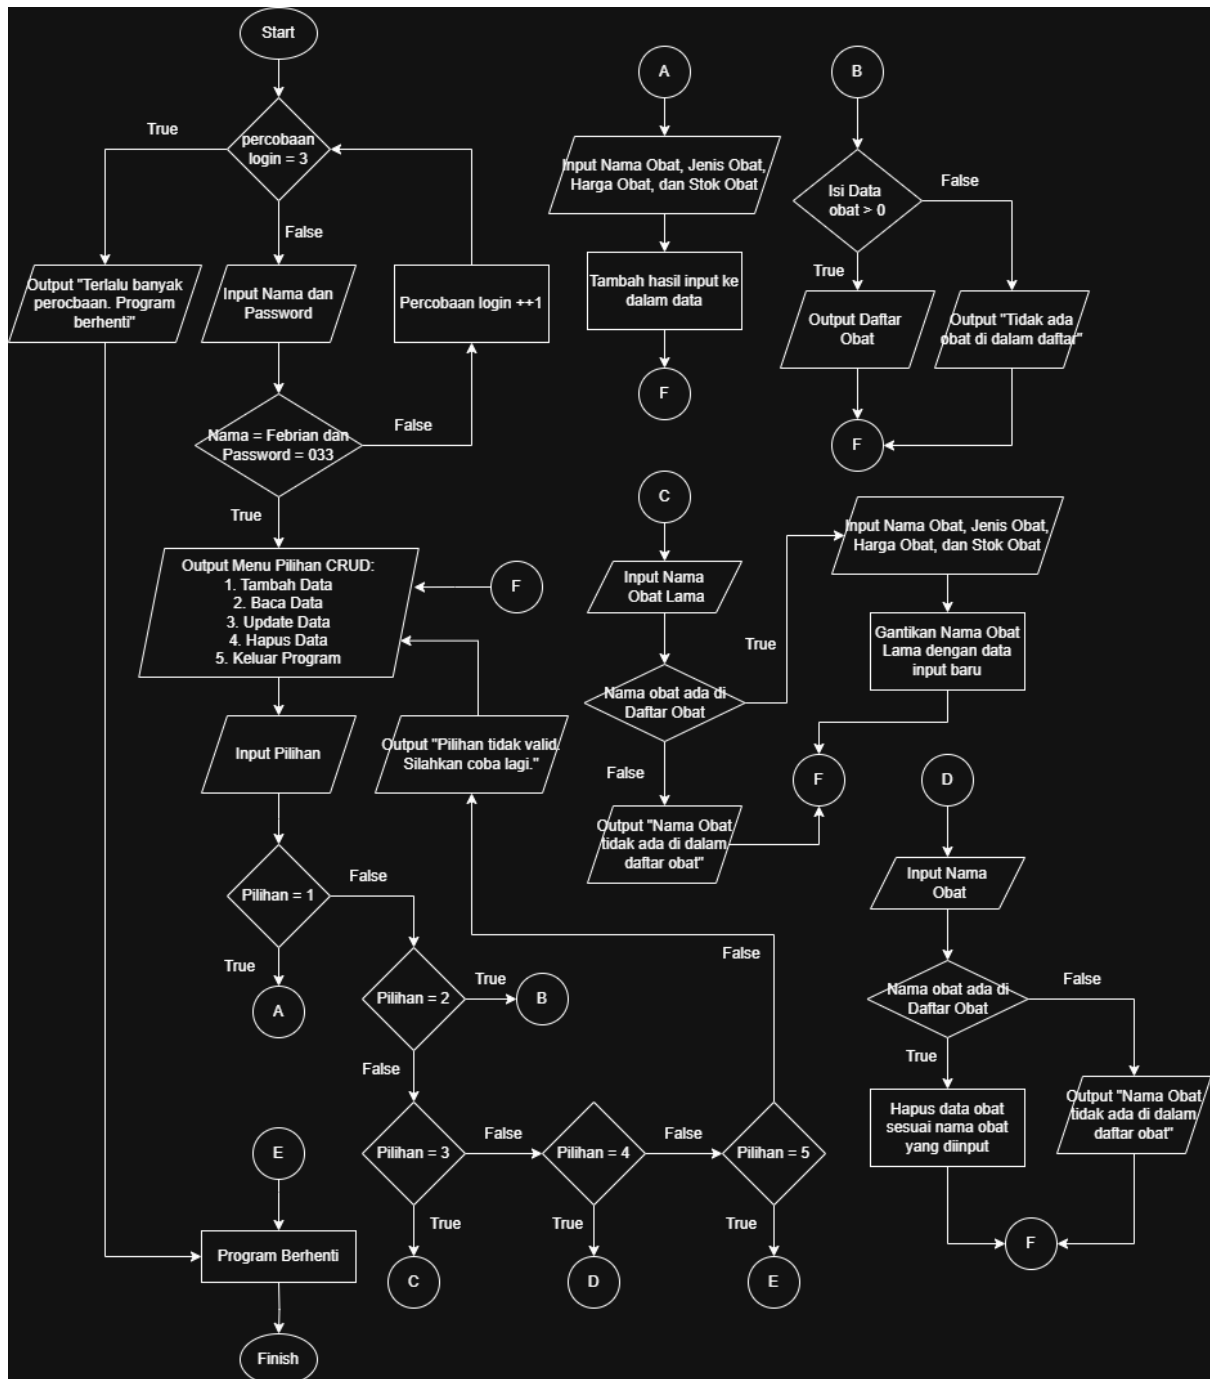 Start
percobaan
login = 3
True
False
Output "Terlalu banyak
perocbaan. Program
berhenti"
Input Nama dan
Password
Percobaan login ++1
Nama = Febrian dan
Password = 033
False
True
Output Menu Pilihan CRUD:
1. Tambah Data
2. Baca Data
3. Update Data
4. Hapus Data
5. Keluar Program
F
Input Pilihan
Output "Pilihan tidak valid.
Silahkan coba lagi."
Pilihan = 1
False
True
A
Pilihan = 2
True
B
False
Pilihan = 3
False
Pilihan = 4
False
Pilihan = 5
False
True
C
True
D
True
E
E
Program Berhenti
Finish
A
Input Nama Obat, Jenis Obat,
Harga Obat, dan Stok Obat
Tambah hasil input ke
dalam data
F
B
Isi Data
obat > 0
False
True
Output Daftar
Obat
Output "Tidak ada
obat di dalam daftar"
F
C
Input Nama
Obat Lama
Nama obat ada di
Daftar Obat
True
Input Nama Obat, Jenis Obat,
Harga Obat, dan Stok Obat
Gantikan Nama Obat
Lama dengan data
input baru
False
Output "Nama Obat
tidak ada di dalam
daftar obat"
F
D
Input Nama
Obat
Nama obat ada di
Daftar Obat
False
True
Hapus data obat
sesuai nama obat
yang diinput
Output "Nama Obat
tidak ada di dalam
daftar obat"
F